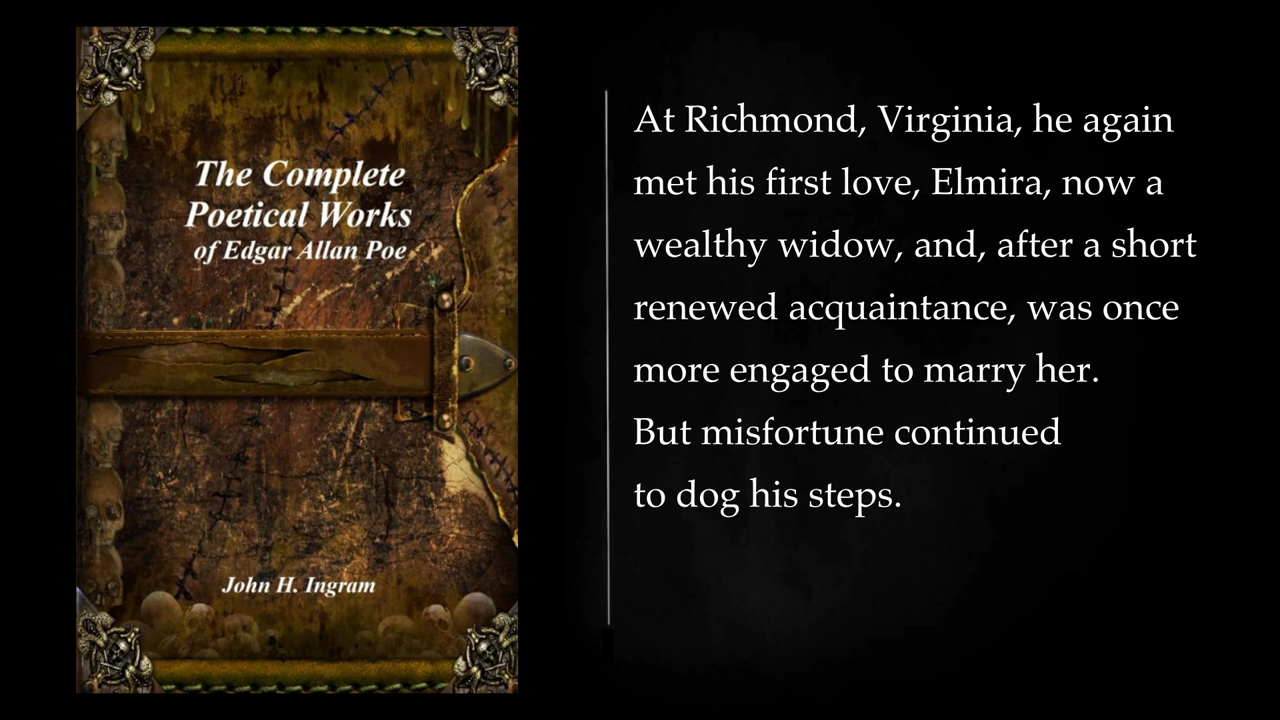 The Complete
Poetical Works
of Edgar Allan Poe
John H. Ingram
At Richmond, Virginia, he again
met his first love, Elmira, now a
wealthy widow, and, after a short
renewed acquaintance, was once
more engaged to marry her.
But misfortune continued
to dog his steps.